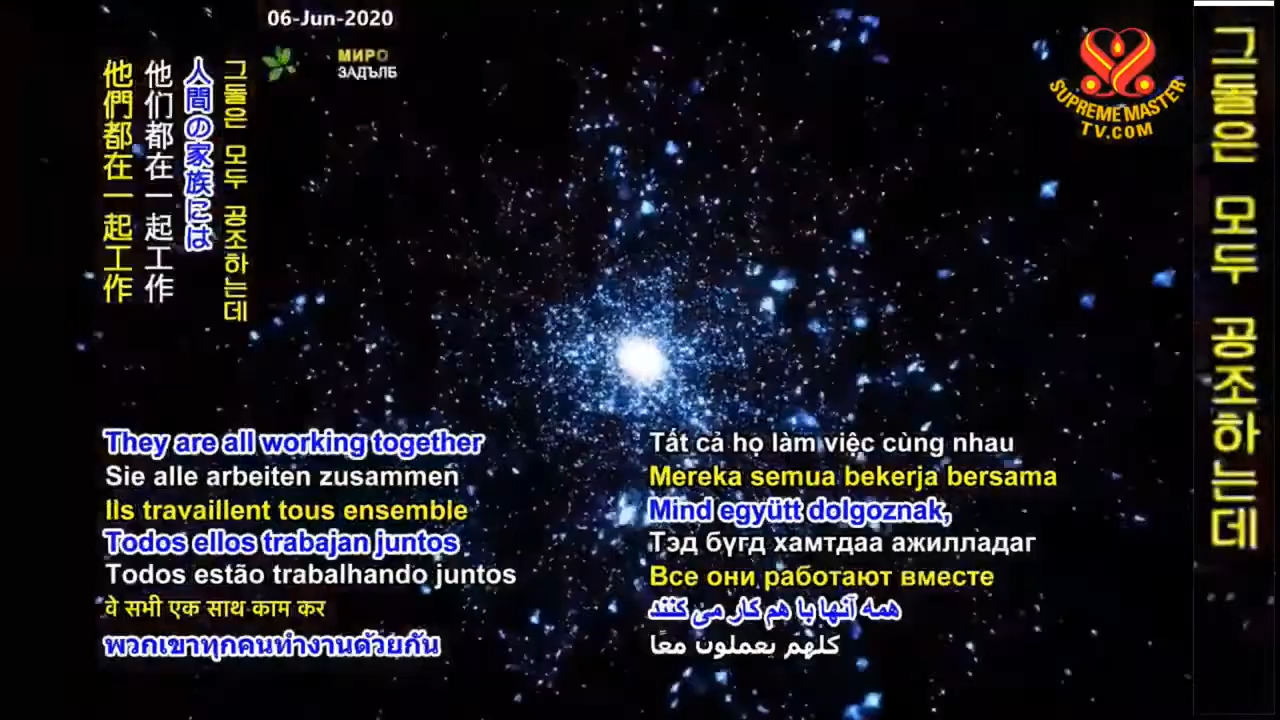 06-Jun-2020
МИРО
ЗАДЪЛБ
SUPREME MASTER
TV.COM
그들은 모두 공조하는데
人間の家族には
他们都在一起工作
他們都在一起工作
They are all working together
Sie alle arbeiten zusammen
Ils travaillent tous ensemble
Todos ellos trabajan juntos
Todos estão trabalhando juntos
वे सभी एक साथ काम कर
พวกเขาทุกคนทำงานด้วยกัน
Tất cả họ làm việc cùng nhau
Mereka semua bekerja bersama
Mind együtt dolgoznak,
Тэд бүгд хамтдаа ажилладаг
Все они работают вместе
همه آنها با هم کار می کنند
كلهم يعملون معًا
그들은 모두 공조하는데